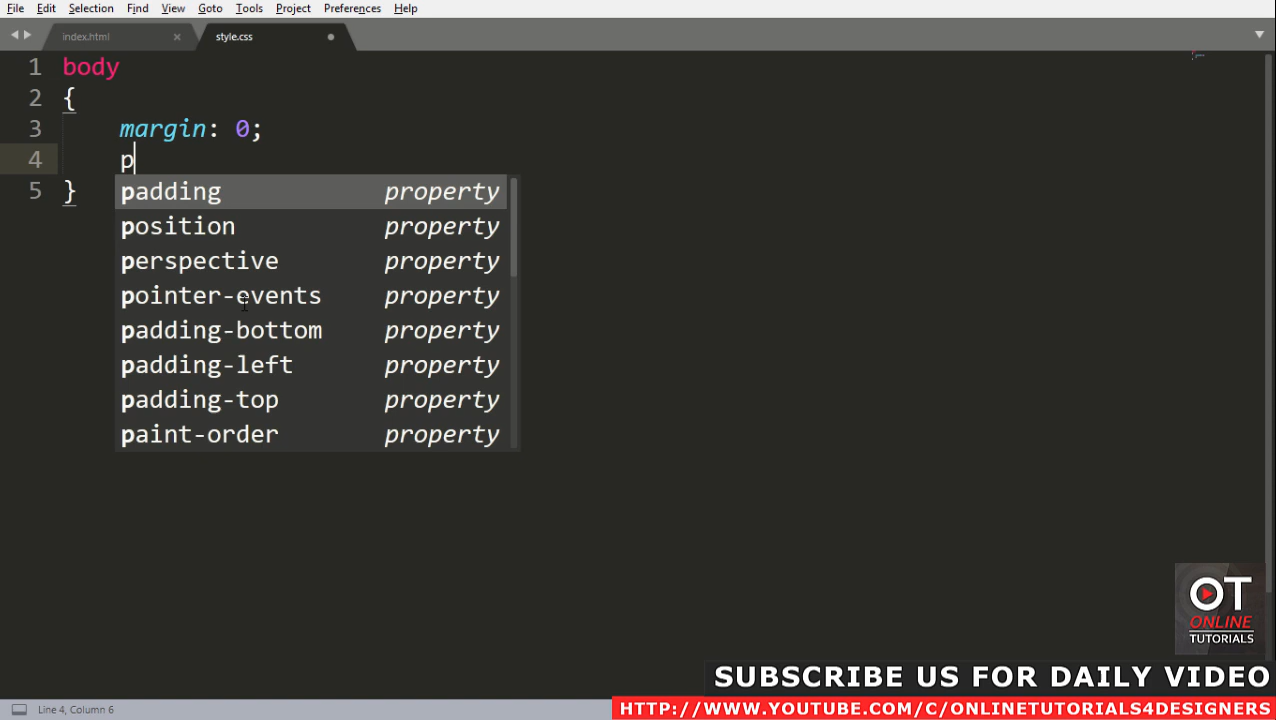 File Edit Selection Find View Goto Tools Project Preferences Help
index.html × style.css
1 body
2 {
3 margin: 0;
4 p
padding property
position property
perspective property
pointer-events property
padding-bottom property
padding-left property
padding-top property
paint-order property
5 }
OT
ONLINE
TUTORIALS
SUBSCRIBE US FOR DAILY VIDEO
Line 4, Column 6
HTTP://WWW.YOUTUBE.COM/C/ONLINETUTORIALS4DESIGNERS